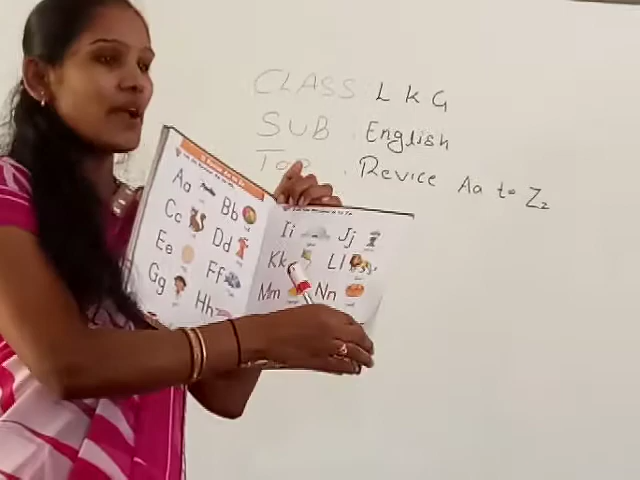 CLASS : LKG
SUB : English
Top : Revice Aa to Zz
Aa Bb
Cc Dd
Ee Ff
Gg Hh
Ii Jj
Kk Ll
Mm Nn